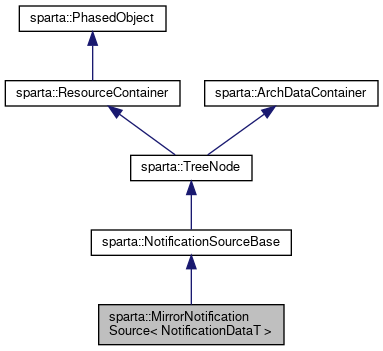 sparta::PhasedObject
sparta::ResourceContainer
sparta::ArchDataContainer
sparta::TreeNode
sparta::NotificationSourceBase
sparta::MirrorNotification
Source< NotificationDataT >